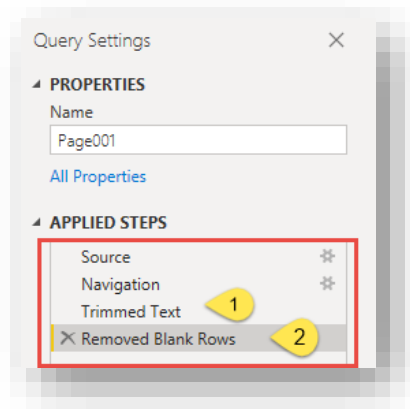 Query Settings
PROPERTIES
Name
Page001
All Properties
APPLIED STEPS
Source
Navigation
Trimmed Text 1
Removed Blank Rows 2